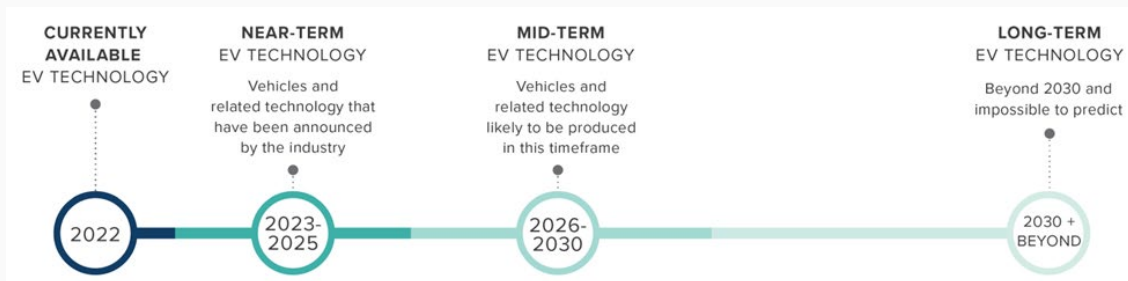 CURRENTLY
AVAILABLE
EV TECHNOLOGY
2022
NEAR-TERM
EV TECHNOLOGY
Vehicles and
related technology that
have been announced
by the industry
2023-
2025
MID-TERM
EV TECHNOLOGY
Vehicles and
related technology
likely to be produced
in this timeframe
2026-
2030
LONG-TERM
EV TECHNOLOGY
Beyond 2030 and
impossible to predict
2030 +
BEYOND